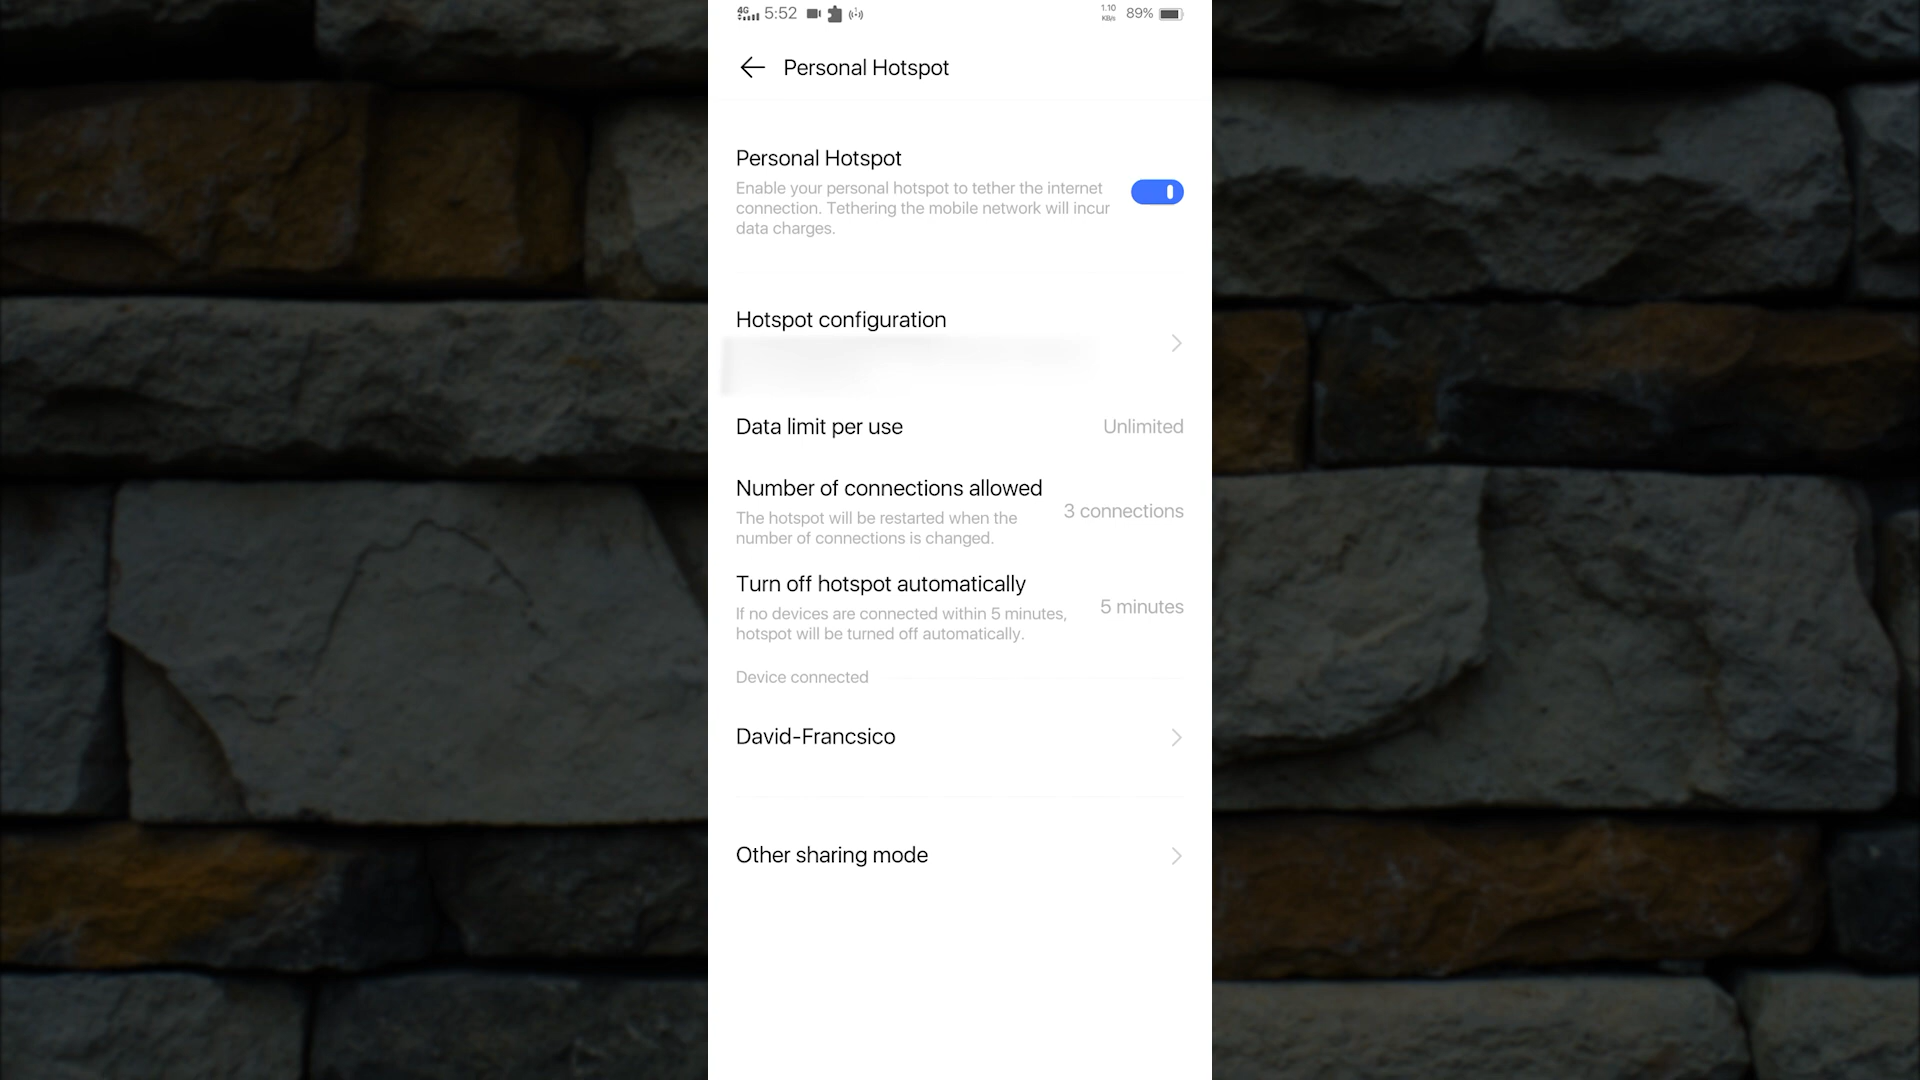 4G 5:52 1.10 KB/s 89%
Personal Hotspot
Personal Hotspot
Enable your personal hotspot to tether the internet
connection. Tethering the mobile network will incur
data charges.
Hotspot configuration
Data limit per use Unlimited
Number of connections allowed
3 connections
The hotspot will be restarted when the
number of connections is changed.
Turn off hotspot automatically
5 minutes
If no devices are connected within 5 minutes,
hotspot will be turned off automatically.
Device connected
David-Francsico
Other sharing mode